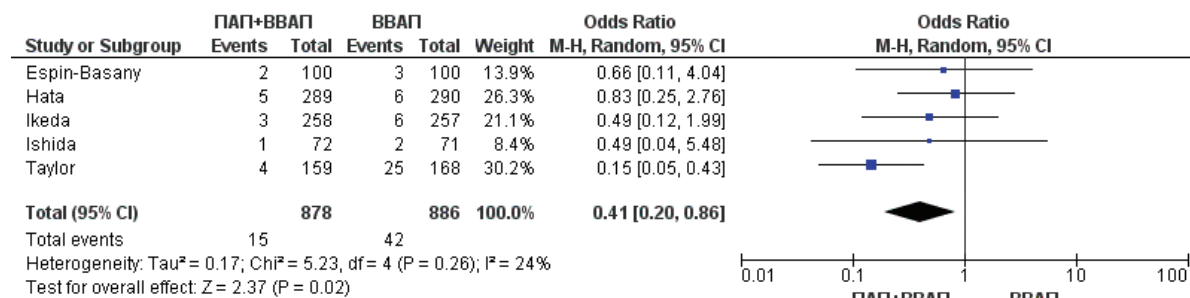 ПАП+ВВАП ВВАП Odds Ratio Odds Ratio
Study or Subgroup Events Total Events Total Weight M-H, Random, 95% CI M-H, Random, 95% CI
Espin-Basany 2 100 3 100 13.9% 0.66 [0.11, 4.04]
Hata 5 289 6 290 26.3% 0.83 [0.25, 2.76]
Ikeda 3 258 6 257 21.1% 0.49 [0.12, 1.99]
Ishida 1 72 2 71 8.4% 0.49 [0.04, 5.48]
Taylor 4 159 25 168 30.2% 0.15 [0.05, 0.43]
Total (95% CI) 878 886 100.0% 0.41 [0.20, 0.86]
Total events 15 42
Heterogeneity: Tau² = 0.17; Chi² = 5.23, df = 4 (P = 0.26); I² = 24%
Test for overall effect: Z = 2.37 (P = 0.02)
0.01 0.1 1 10 100
ПАП+ВВАП ВВАП